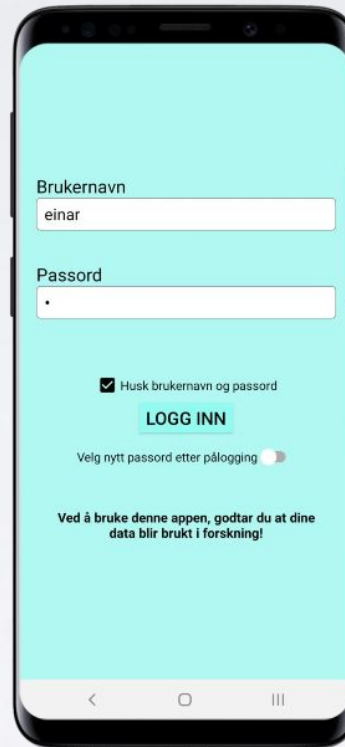 Brukernavn
einar
Passord
•
Husk brukernavn og passord
LOGG INN
Velg nytt passord etter pålogging
Ved å bruke denne appen, godtar du at dine
data blir brukt i forskning!